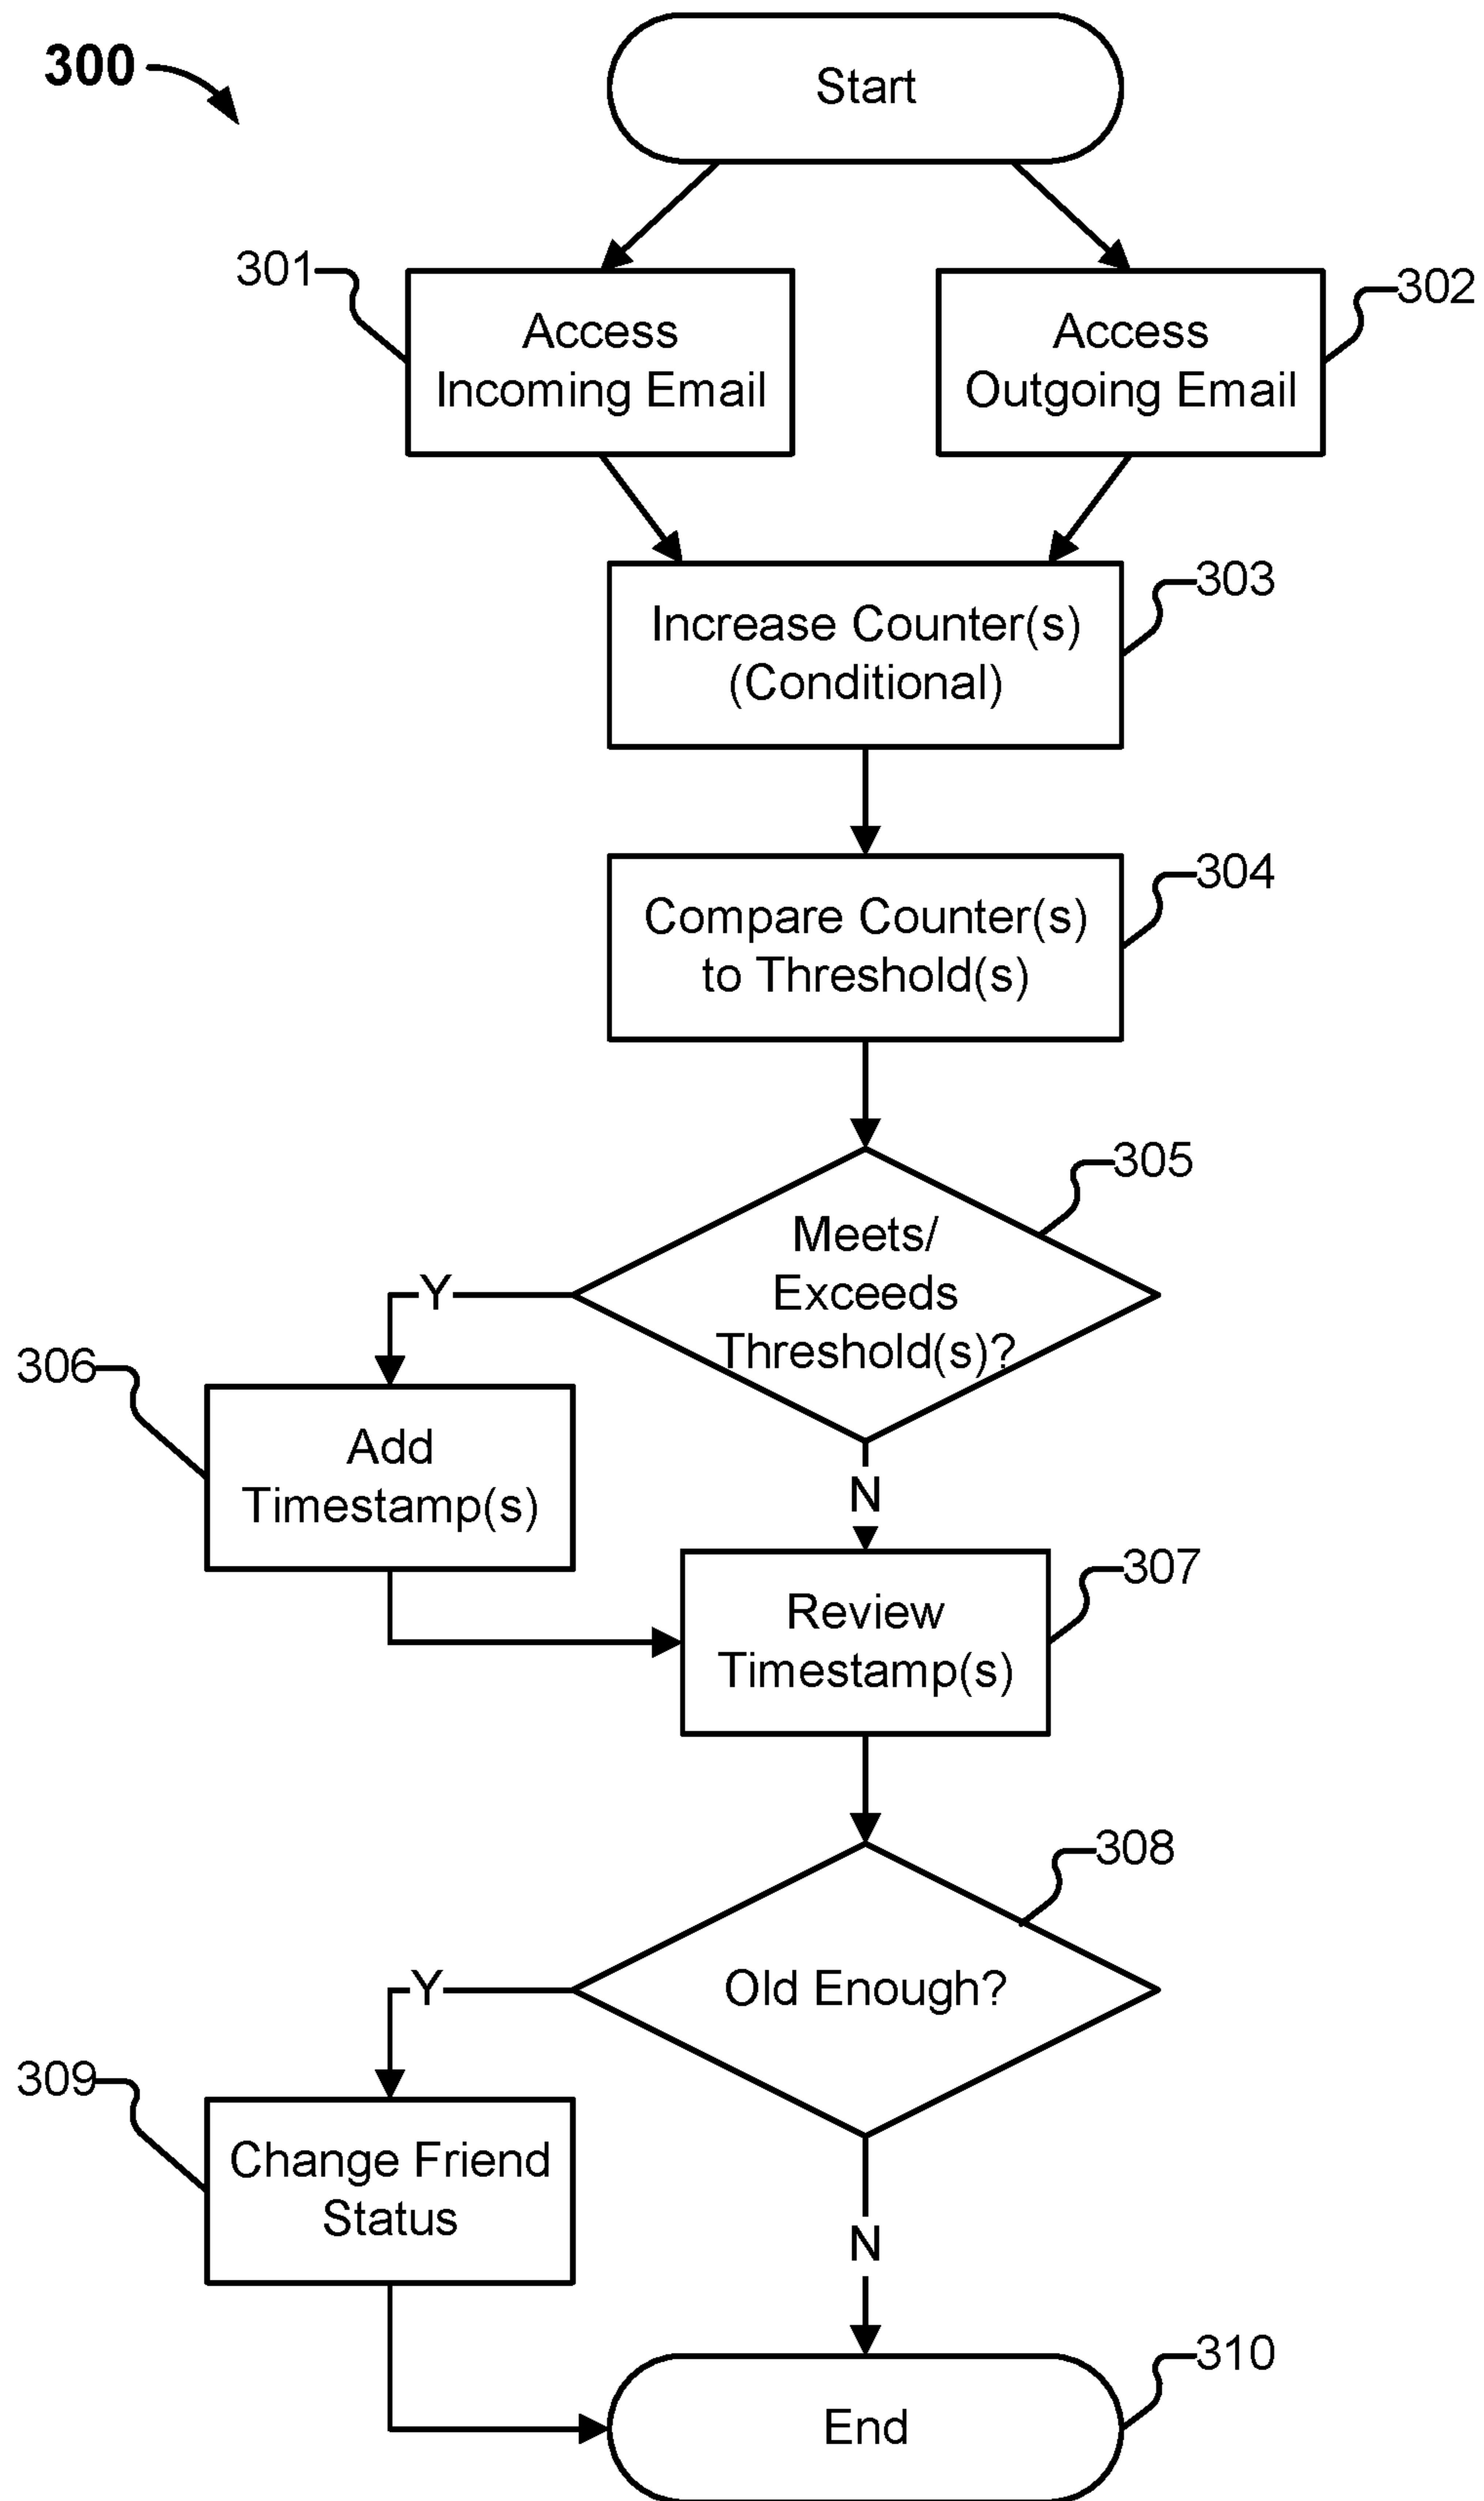 300
Start
301
Access
Incoming Email
302
Access
Outgoing Email
303
Increase Counter(s)
(Conditional)
304
Compare Counter(s)
to Threshold(s)
305
Meets/
Exceeds
Threshold(s)?
Y
306
Add
Timestamp(s)
N
307
Review
Timestamp(s)
308
Old Enough?
Y
309
Change Friend
Status
N
310
End